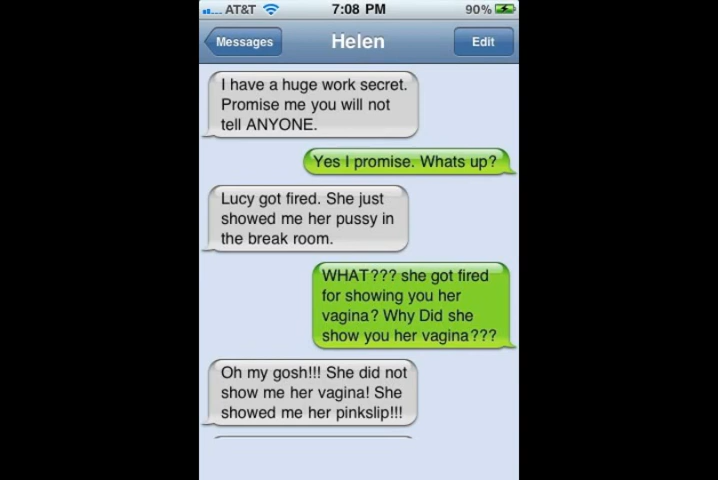 AT&T 7:08 PM 90%
Messages Helen Edit
I have a huge work secret.
Promise me you will not
tell ANYONE.
Yes I promise. Whats up?
Lucy got fired. She just
showed me her pussy in
the break room.
WHAT??? she got fired
for showing you her
vagina? Why Did she
show you her vagina???
Oh my gosh!!! She did not
show me her vagina! She
showed me her pinkslip!!!